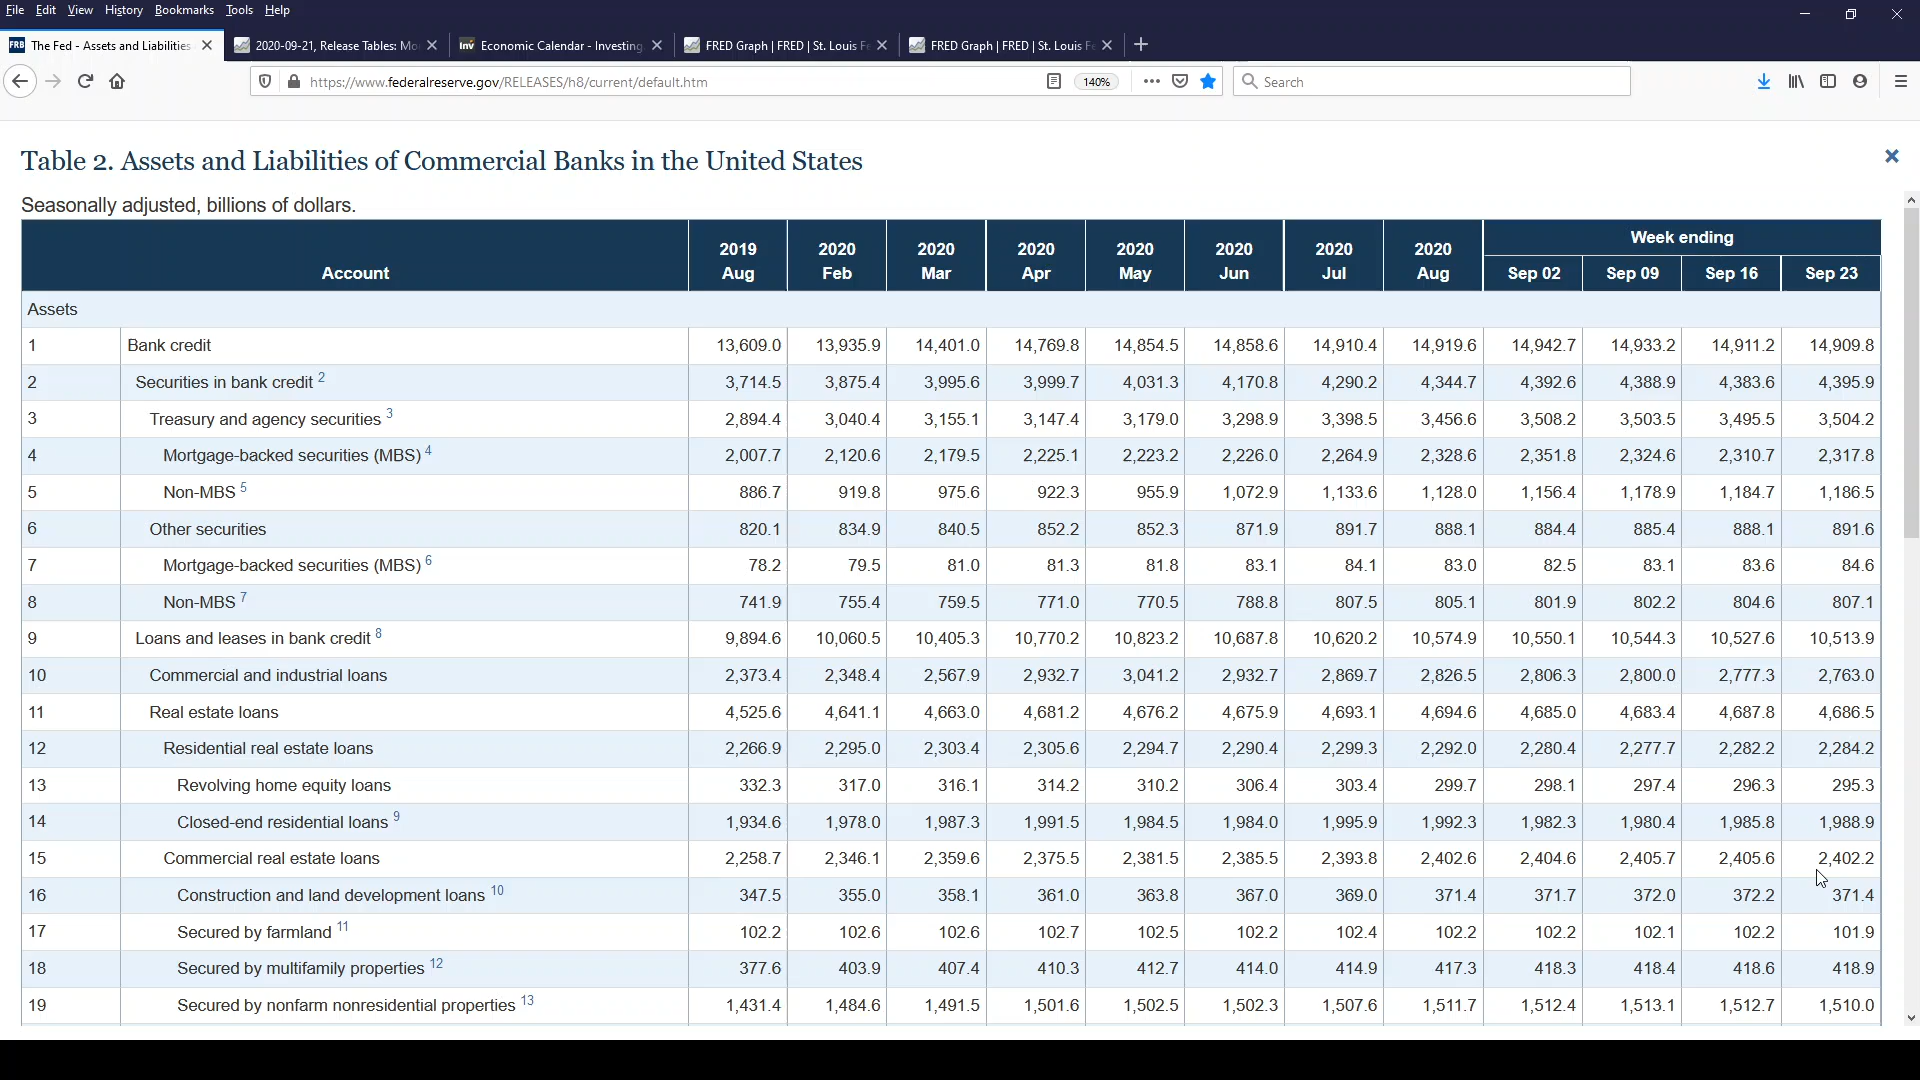 File Edit View History Bookmarks Tools Help
FRB The Fed - Assets and Liabilities
2020-09-21, Release Tables: Mo
Inv Economic Calendar - Investing
FRED Graph | FRED | St. Louis Fe
FRED Graph | FRED | St. Louis Fe
https://www.federalreserve.gov/RELEASES/h8/current/default.htm 140% Search
Table 2. Assets and Liabilities of Commercial Banks in the United States
Seasonally adjusted, billions of dollars.
Account 2019 Aug 2020 Feb 2020 Mar 2020 Apr 2020 May 2020 Jun 2020 Jul 2020 Aug Week ending Sep 02 Sep 09 Sep 16 Sep 23
Assets
1 Bank credit 13,609.0 13,935.9 14,401.0 14,769.8 14,854.5 14,858.6 14,910.4 14,919.6 14,942.7 14,933.2 14,911.2 14,909.8
2 Securities in bank credit 2 3,714.5 3,875.4 3,995.6 3,999.7 4,031.3 4,170.8 4,290.2 4,344.7 4,392.6 4,388.9 4,383.6 4,395.9
3 Treasury and agency securities 3 2,894.4 3,040.4 3,155.1 3,147.4 3,179.0 3,298.9 3,398.5 3,456.6 3,508.2 3,503.5 3,495.5 3,504.2
4 Mortgage-backed securities (MBS) 4 2,007.7 2,120.6 2,179.5 2,225.1 2,223.2 2,226.0 2,264.9 2,328.6 2,351.8 2,324.6 2,310.7 2,317.8
5 Non-MBS 5 886.7 919.8 975.6 922.3 955.9 1,072.9 1,133.6 1,128.0 1,156.4 1,178.9 1,184.7 1,186.5
6 Other securities 820.1 834.9 840.5 852.2 852.3 871.9 891.7 888.1 884.4 885.4 888.1 891.6
7 Mortgage-backed securities (MBS) 6 78.2 79.5 81.0 81.3 81.8 83.1 84.1 83.0 82.5 83.1 83.6 84.6
8 Non-MBS 7 741.9 755.4 759.5 771.0 770.5 788.8 807.5 805.1 801.9 802.2 804.6 807.1
9 Loans and leases in bank credit 8 9,894.6 10,060.5 10,405.3 10,770.2 10,823.2 10,687.8 10,620.2 10,574.9 10,550.1 10,544.3 10,527.6 10,513.9
10 Commercial and industrial loans 2,373.4 2,348.4 2,567.9 2,932.7 3,041.2 2,932.7 2,869.7 2,826.5 2,806.3 2,800.0 2,777.3 2,763.0
11 Real estate loans 4,525.6 4,641.1 4,663.0 4,681.2 4,676.2 4,675.9 4,693.1 4,694.6 4,685.0 4,683.4 4,687.8 4,686.5
12 Residential real estate loans 2,266.9 2,295.0 2,303.4 2,305.6 2,294.7 2,290.4 2,299.3 2,292.0 2,280.4 2,277.7 2,282.2 2,284.2
13 Revolving home equity loans 332.3 317.0 316.1 314.2 310.2 306.4 303.4 299.7 298.1 297.4 296.3 295.3
14 Closed-end residential loans 9 1,934.6 1,978.0 1,987.3 1,991.5 1,984.5 1,984.0 1,995.9 1,992.3 1,982.3 1,980.4 1,985.8 1,988.9
15 Commercial real estate loans 2,258.7 2,346.1 2,359.6 2,375.5 2,381.5 2,385.5 2,393.8 2,402.6 2,404.6 2,405.7 2,405.6 2,402.2
16 Construction and land development loans 10 347.5 355.0 358.1 361.0 363.8 367.0 369.0 371.4 371.7 372.0 372.2 371.4
17 Secured by farmland 11 102.2 102.6 102.6 102.7 102.5 102.2 102.4 102.2 102.2 102.1 102.2 101.9
18 Secured by multifamily properties 12 377.6 403.9 407.4 410.3 412.7 414.0 414.9 417.3 418.3 418.4 418.6 418.9
19 Secured by nonfarm nonresidential properties 13 1,431.4 1,484.6 1,491.5 1,501.6 1,502.5 1,502.3 1,507.6 1,511.7 1,512.4 1,513.1 1,512.7 1,510.0